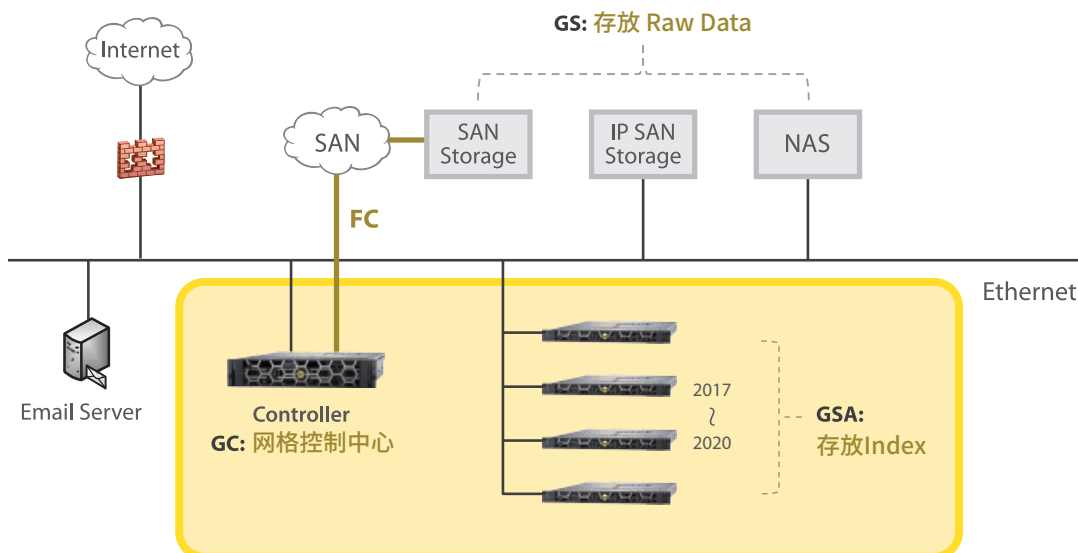 GS: 存放 Raw Data
Internet
SAN
SAN
Storage
IP SAN
Storage
NAS
FC
Ethernet
Email Server
Controller
GC: 网格控制中心
2017
~
2020
GSA:
存放Index